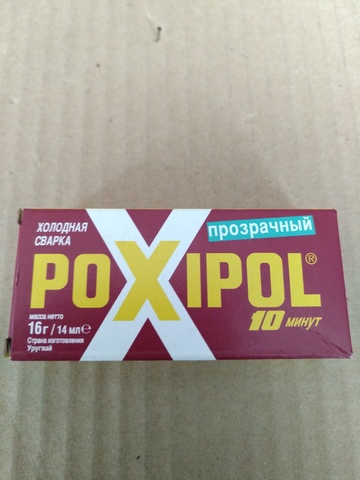 ХОЛОДНАЯ
СВАРКА
прозрачный
POXIPOL®
10 минут
масса нетто
16г/14 мл℮
Страна изготовления
Уругвай